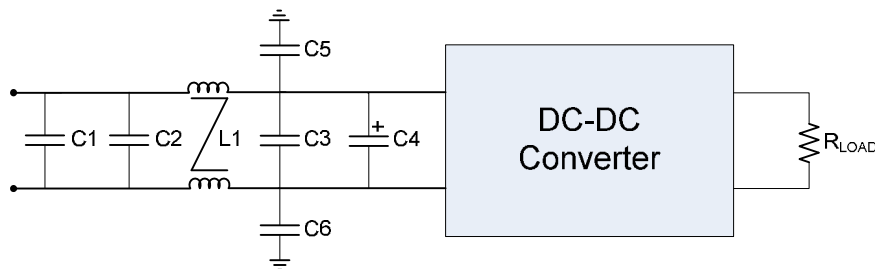 C5
C1
C2
L1
C3
+
C4
DC-DC
Converter
RLOAD
C6